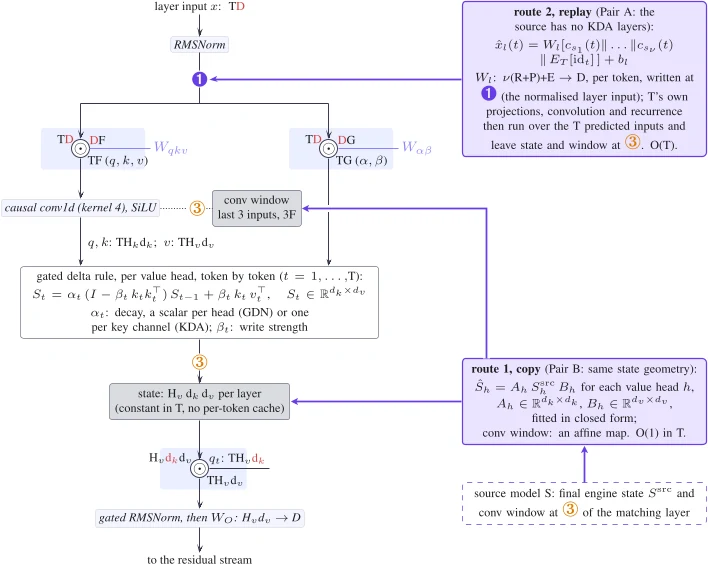 layer input x: TD
RMSNorm
1
TD DF
W_qkv
TF (q, k, v)
TD DG
W_αβ
TG (α, β)
causal conv1d (kernel 4), SiLU
3
conv window
last 3 inputs, 3F
q, k: TH_k d_k; v: TH_v d_v
gated delta rule, per value head, token by token (t = 1, . . . ,T):
S_t = α_t (I − β_t k_t k_t^⊤) S_{t−1} + β_t k_t v_t^⊤, S_t ∈ ℝ^{d_k×d_v}
α_t: decay, a scalar per head (GDN) or one
per key channel (KDA); β_t: write strength
3
state: H_v d_k d_v per layer
(constant in T, no per-token cache)
H_v d_k d_v q_t: TH_v d_k
TH_v d_v
gated RMSNorm, then W_O: H_v d_v → D
to the residual stream
route 2, replay (Pair A: the
source has no KDA layers):
x̂_l(t) = W_l[c_{s_1}(t)‖ . . . ‖c_{s_ν}(t)
‖ E_T[id_t] ] + b_l
W_l: ν(R+P)+E → D, per token, written at
1 (the normalised layer input); T's own
projections, convolution and recurrence
then run over the T predicted inputs and
leave state and window at 3. O(T).
route 1, copy (Pair B: same state geometry):
Ŝ_h = A_h S_h^src B_h for each value head h,
A_h ∈ ℝ^{d_k×d_k}, B_h ∈ ℝ^{d_v×d_v},
fitted in closed form;
conv window: an affine map. O(1) in T.
source model S: final engine state S^src and
conv window at 3 of the matching layer